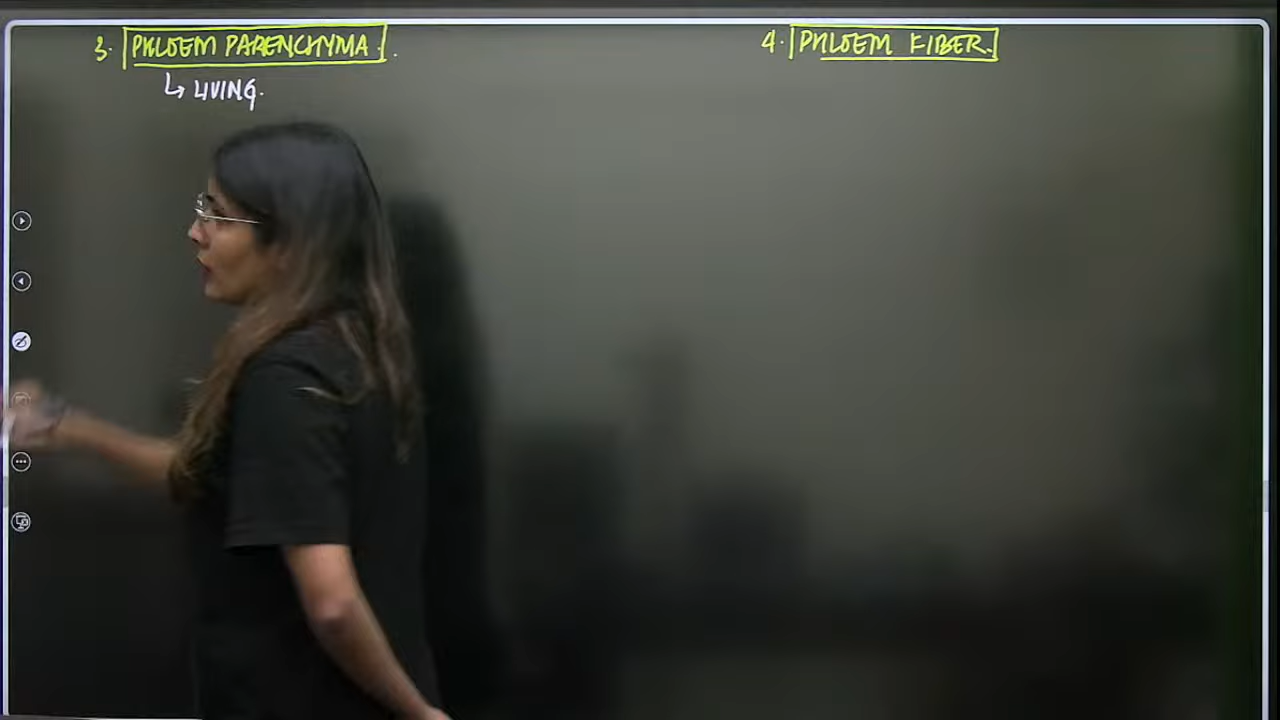 3. PHLOEM PARENCHYMA.
↳ LIVING.
4. PHLOEM FIBER.